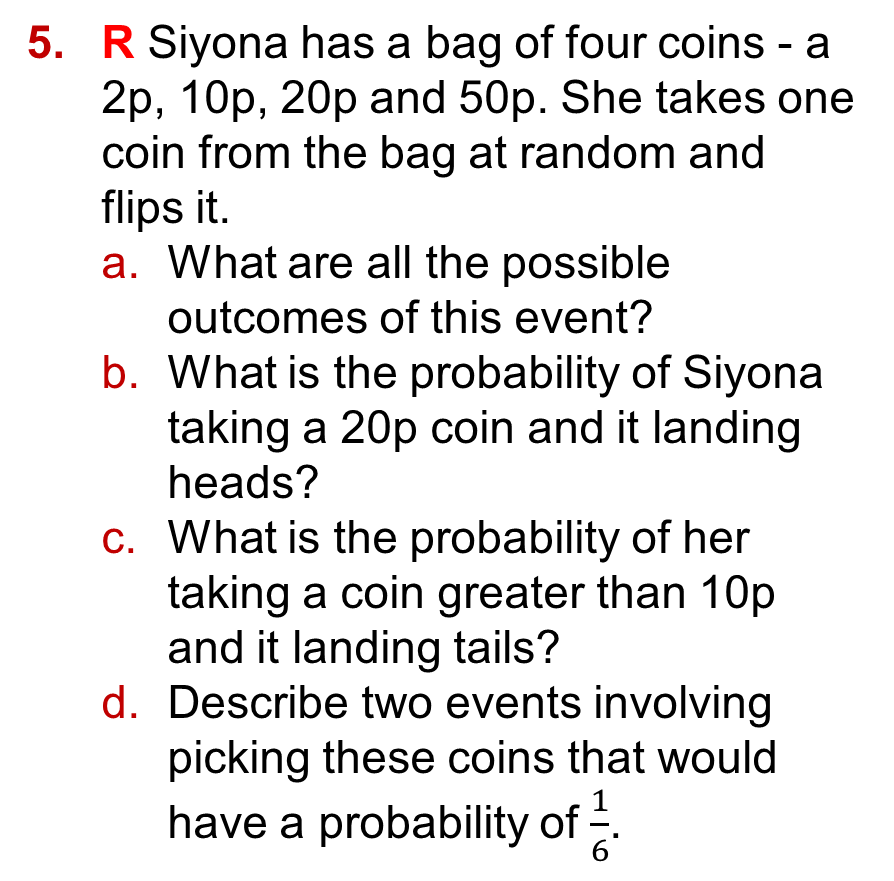 5. R Siyona has a bag of four coins - a
2p, 10p, 20p and 50p. She takes one
coin from the bag at random and
flips it.
a. What are all the possible
outcomes of this event?
b. What is the probability of Siyona
taking a 20p coin and it landing
heads?
c. What is the probability of her
taking a coin greater than 10p
and it landing tails?
d. Describe two events involving
picking these coins that would
have a probability of 1/6.